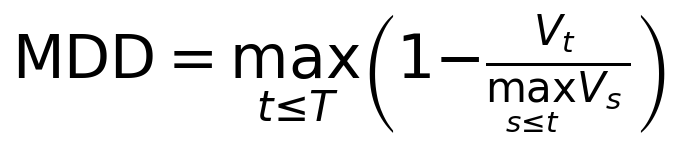 MDD = max_{t≤T} ( 1 − V_t / max_{s≤t} V_s )